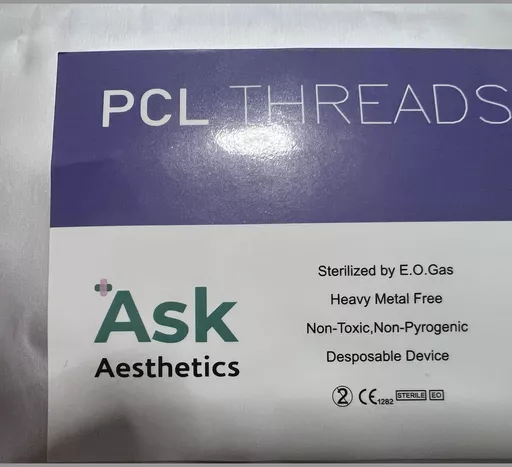 PCL THREADS
Ask
Aesthetics
Sterilized by E.O.Gas
Heavy Metal Free
Non-Toxic,Non-Pyrogenic
Desposable Device
2 CE 1282 STERILE EO